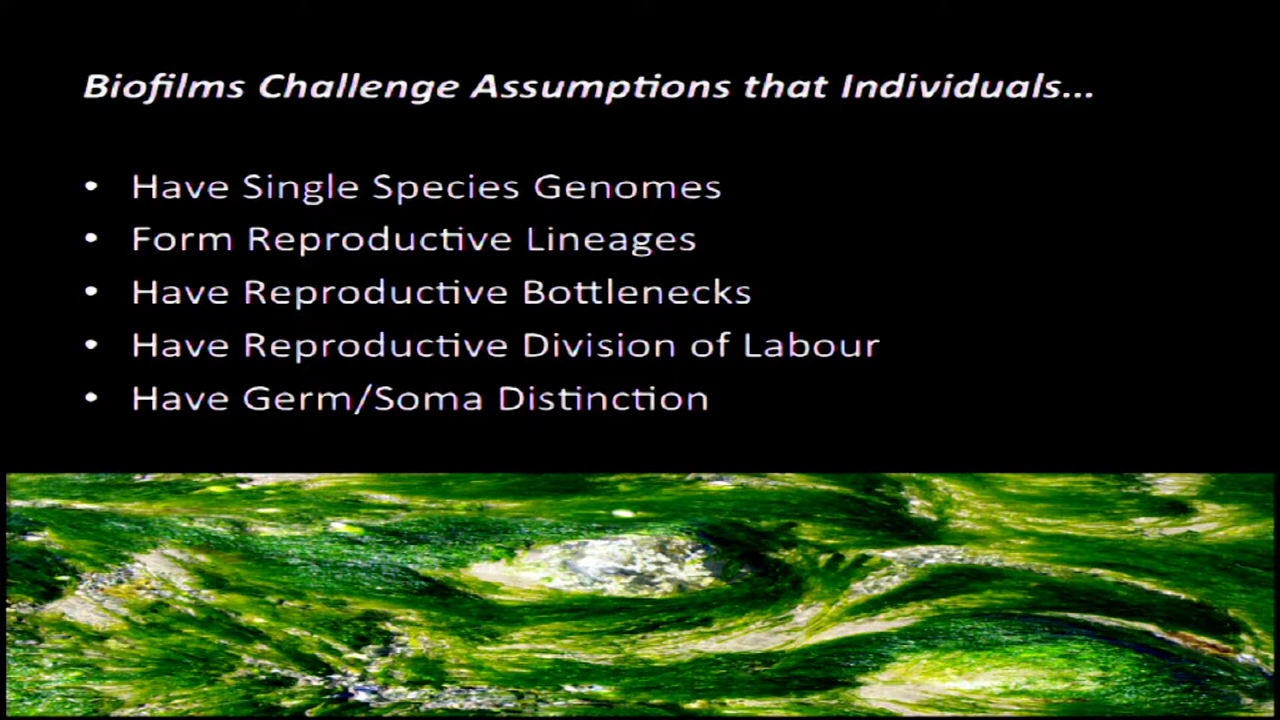 Biofilms Challenge Assumptions that Individuals...
• Have Single Species Genomes
• Form Reproductive Lineages
• Have Reproductive Bottlenecks
• Have Reproductive Division of Labour
• Have Germ/Soma Distinction